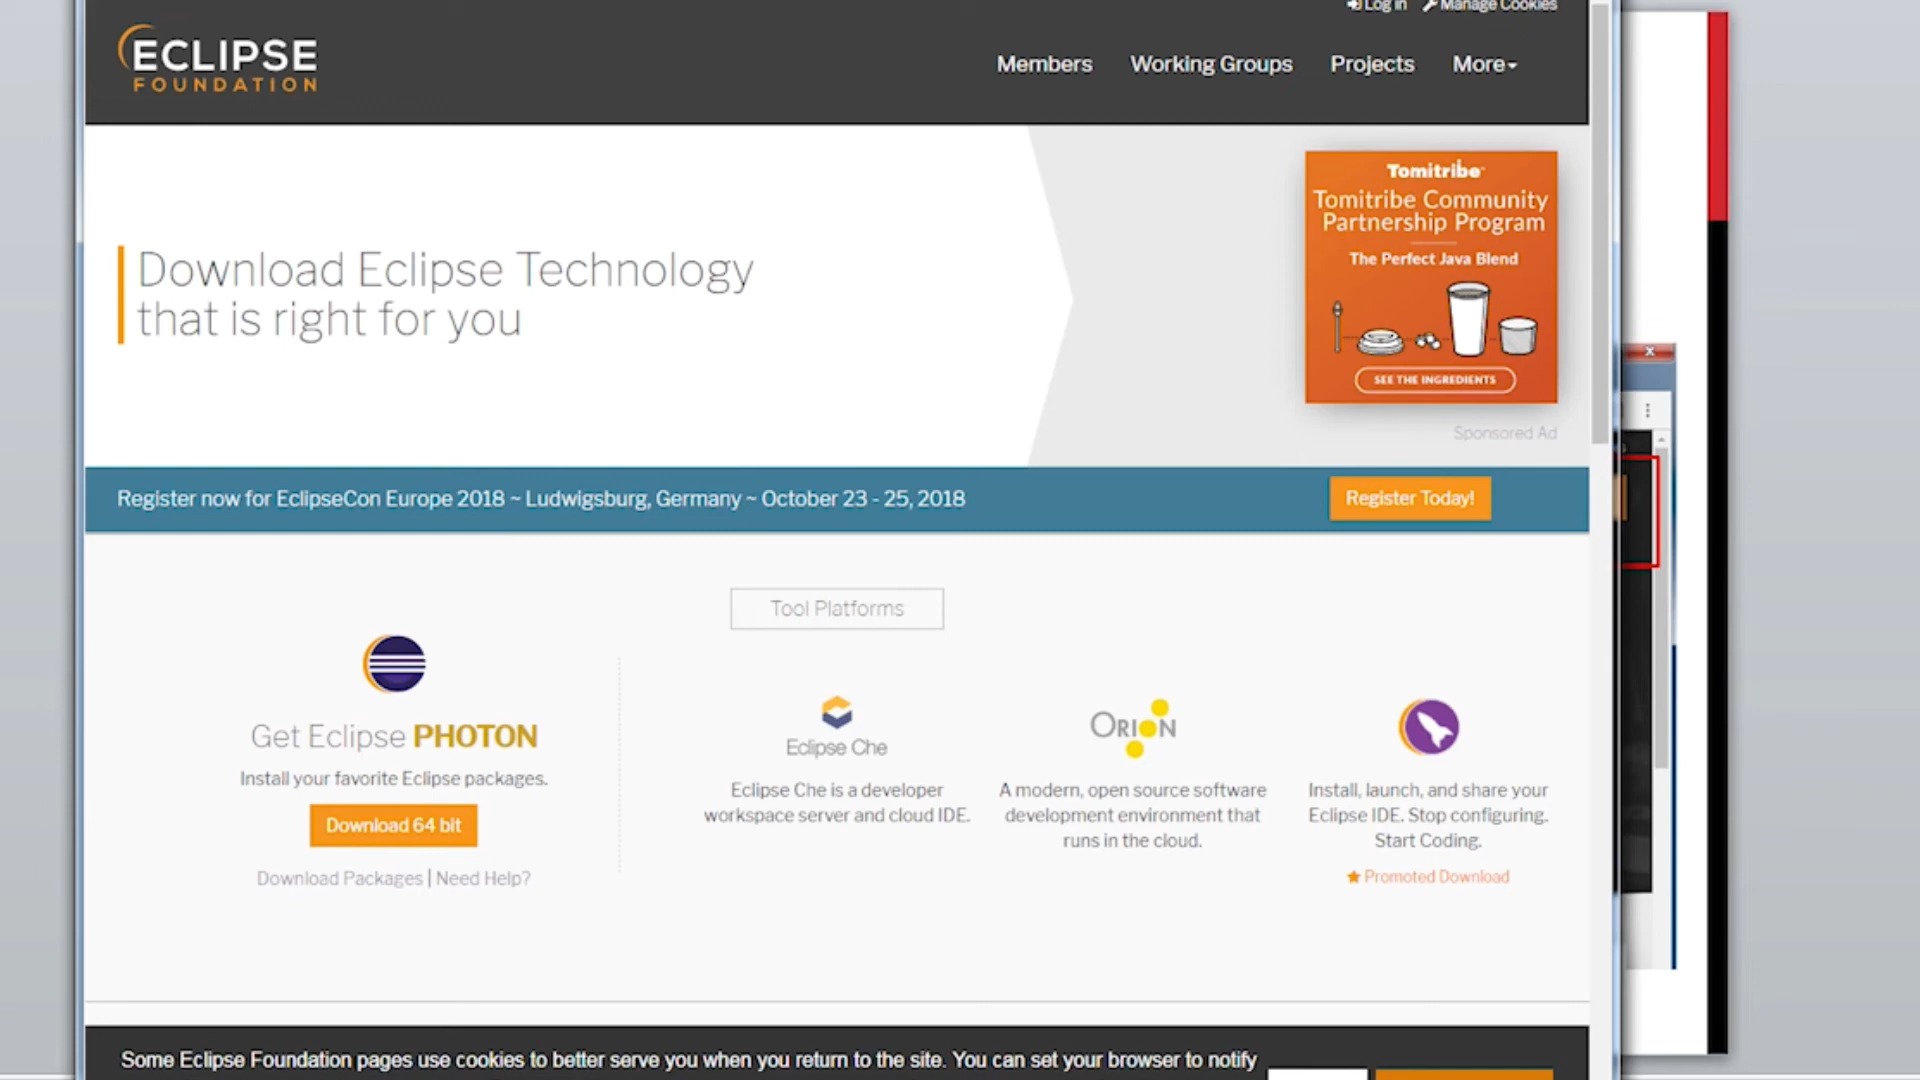 Log in Manage Cookies
ECLIPSE
FOUNDATION
Members Working Groups Projects More
Tomitribe
Tomitribe Community
Partnership Program
The Perfect Java Blend
SEE THE INGREDIENTS
Sponsored Ad
Download Eclipse Technology
that is right for you
Register now for EclipseCon Europe 2018 ~ Ludwigsburg, Germany ~ October 23 - 25, 2018
Register Today!
Tool Platforms
Get Eclipse PHOTON
Install your favorite Eclipse packages.
Download 64 bit
Download Packages | Need Help?
Eclipse Che
Eclipse Che is a developer
workspace server and cloud IDE.
ORION
A modern, open source software
development environment that
runs in the cloud.
Install, launch, and share your
Eclipse IDE. Stop configuring.
Start Coding.
Promoted Download
Some Eclipse Foundation pages use cookies to better serve you when you return to the site. You can set your browser to notify